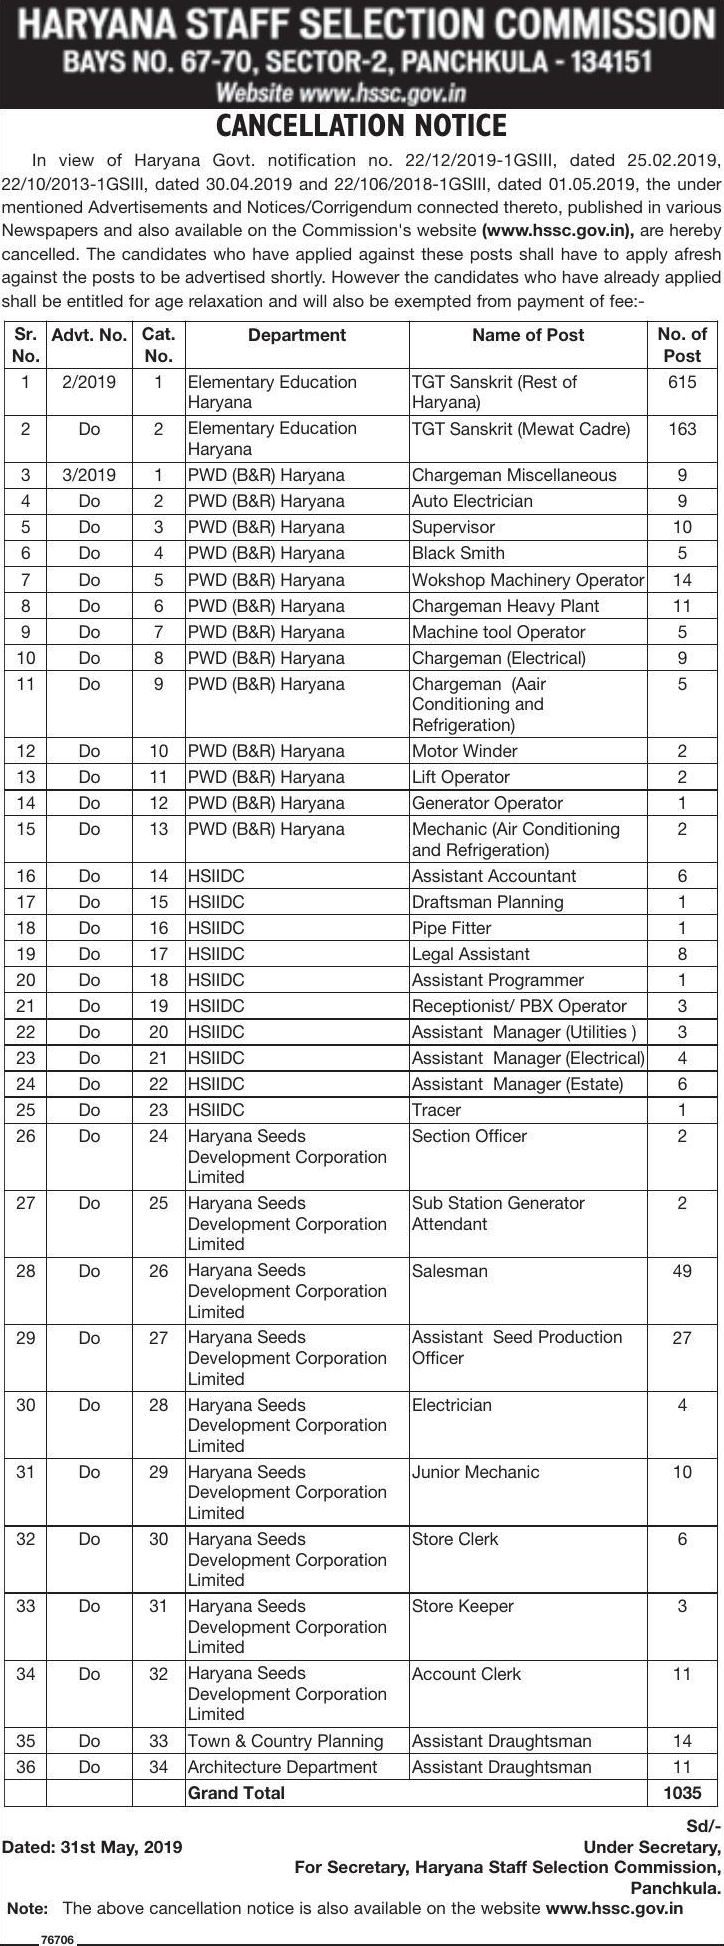 HARYANA STAFF SELECTION COMMISSION
BAYS NO. 67-70, SECTOR-2, PANCHKULA - 134151
Website www.hssc.gov.in
CANCELLATION NOTICE
In view of Haryana Govt. notification no. 22/12/2019-1GSIII, dated 25.02.2019,
22/10/2013-1GSIII, dated 30.04.2019 and 22/106/2018-1GSIII, dated 01.05.2019, the under
mentioned Advertisements and Notices/Corrigendum connected thereto, published in various
Newspapers and also available on the Commission's website (www.hssc.gov.in), are hereby
cancelled. The candidates who have applied against these posts shall have to apply afresh
against the posts to be advertised shortly. However the candidates who have already applied
shall be entitled for age relaxation and will also be exempted from payment of fee:-
Sr. Advt. No. Cat. Department Name of Post No. of
No. No. Post
1 2/2019 1 Elementary Education TGT Sanskrit (Rest of 615
Haryana Haryana)
2 Do 2 Elementary Education TGT Sanskrit (Mewat Cadre) 163
Haryana
3 3/2019 1 PWD (B&R) Haryana Chargeman Miscellaneous 9
4 Do 2 PWD (B&R) Haryana Auto Electrician 9
5 Do 3 PWD (B&R) Haryana Supervisor 10
6 Do 4 PWD (B&R) Haryana Black Smith 5
7 Do 5 PWD (B&R) Haryana Wokshop Machinery Operator 14
8 Do 6 PWD (B&R) Haryana Chargeman Heavy Plant 11
9 Do 7 PWD (B&R) Haryana Machine tool Operator 5
10 Do 8 PWD (B&R) Haryana Chargeman (Electrical) 9
11 Do 9 PWD (B&R) Haryana Chargeman (Aair 5
Conditioning and
Refrigeration)
12 Do 10 PWD (B&R) Haryana Motor Winder 2
13 Do 11 PWD (B&R) Haryana Lift Operator 2
14 Do 12 PWD (B&R) Haryana Generator Operator 1
15 Do 13 PWD (B&R) Haryana Mechanic (Air Conditioning 2
and Refrigeration)
16 Do 14 HSIIDC Assistant Accountant 6
17 Do 15 HSIIDC Draftsman Planning 1
18 Do 16 HSIIDC Pipe Fitter 1
19 Do 17 HSIIDC Legal Assistant 8
20 Do 18 HSIIDC Assistant Programmer 1
21 Do 19 HSIIDC Receptionist/ PBX Operator 3
22 Do 20 HSIIDC Assistant Manager (Utilities ) 3
23 Do 21 HSIIDC Assistant Manager (Electrical) 4
24 Do 22 HSIIDC Assistant Manager (Estate) 6
25 Do 23 HSIIDC Tracer 1
26 Do 24 Haryana Seeds Section Officer 2
Development Corporation
Limited
27 Do 25 Haryana Seeds Sub Station Generator 2
Development Corporation Attendant
Limited
28 Do 26 Haryana Seeds Salesman 49
Development Corporation
Limited
29 Do 27 Haryana Seeds Assistant Seed Production 27
Development Corporation Officer
Limited
30 Do 28 Haryana Seeds Electrician 4
Development Corporation
Limited
31 Do 29 Haryana Seeds Junior Mechanic 10
Development Corporation
Limited
32 Do 30 Haryana Seeds Store Clerk 6
Development Corporation
Limited
33 Do 31 Haryana Seeds Store Keeper 3
Development Corporation
Limited
34 Do 32 Haryana Seeds Account Clerk 11
Development Corporation
Limited
35 Do 33 Town & Country Planning Assistant Draughtsman 14
36 Do 34 Architecture Department Assistant Draughtsman 11
Grand Total 1035
Sd/-
Dated: 31st May, 2019 Under Secretary,
For Secretary, Haryana Staff Selection Commission,
Panchkula.
Note: The above cancellation notice is also available on the website www.hssc.gov.in
76706